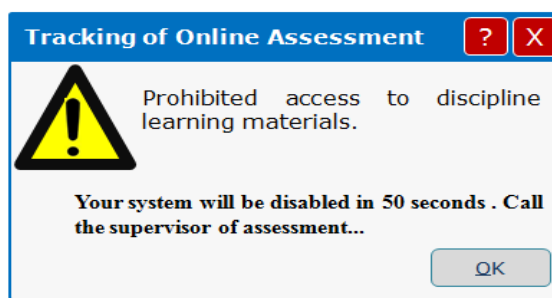 Tracking of Online Assessment ? X
Prohibited access to discipline
learning materials.
Your system will be disabled in 50 seconds . Call
the supervisor of assessment...
OK